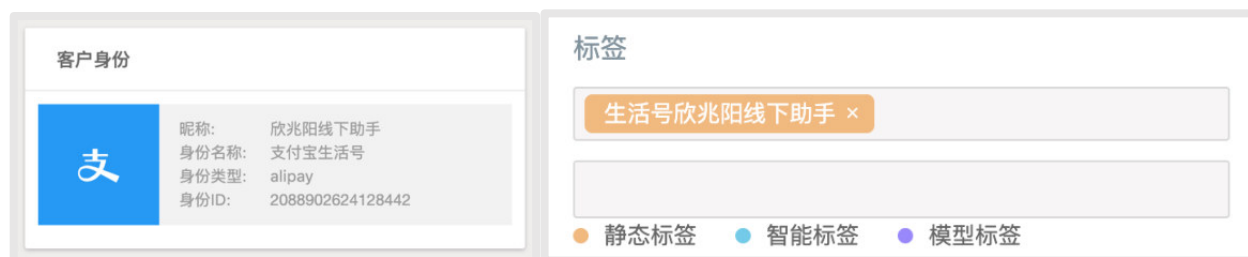 客户身份
支
昵称: 欣兆阳线下助手
身份名称: 支付宝生活号
身份类型: alipay
身份ID: 2088902624128442
标签
生活号欣兆阳线下助手 ×
静态标签 智能标签 模型标签